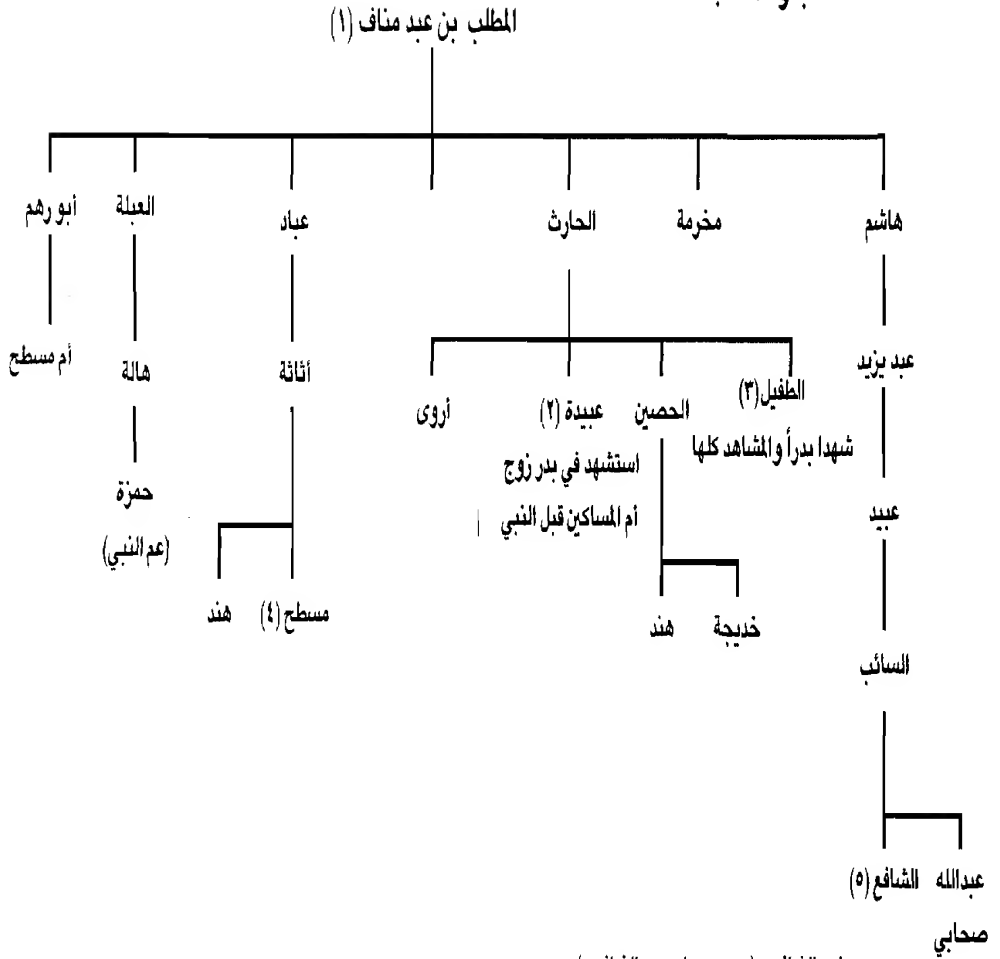 المطلب بن عبد مناف (١)
هاشم مخرمة الحارث عباد العبلة أبو رهم
عبد يزيد الطفيل (٣) الحصين عبيدة (٢) أروى أثاثة هالة أم مسطح
شهدا بدرأ والمشاهد كلها
استشهد في بدر زوج
أم المساكين قبل النبي
حمزة
(عم النبي)
عبيد
خديجة هند مسطح (٤) هند
السائب
عبدالله الشافع (٥)
صحابي